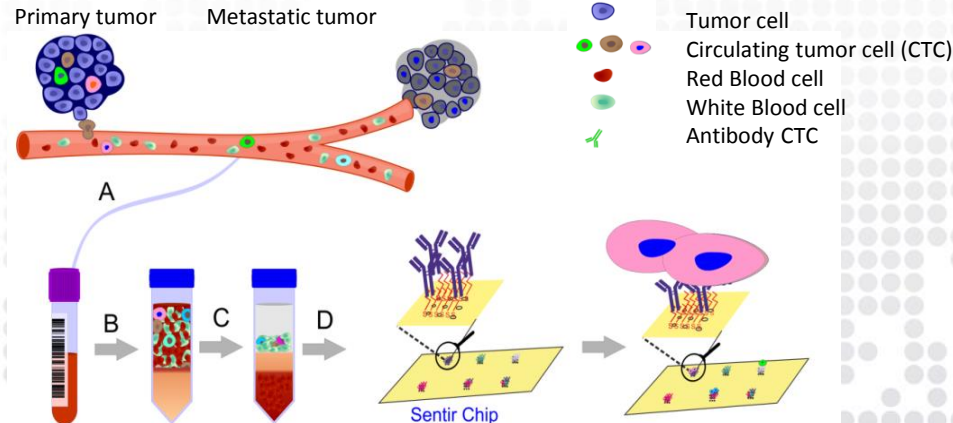 Primary tumor
Metastatic tumor
Tumor cell
Circulating tumor cell (CTC)
Red Blood cell
White Blood cell
Antibody CTC
A
B
C
D
Sentir Chip